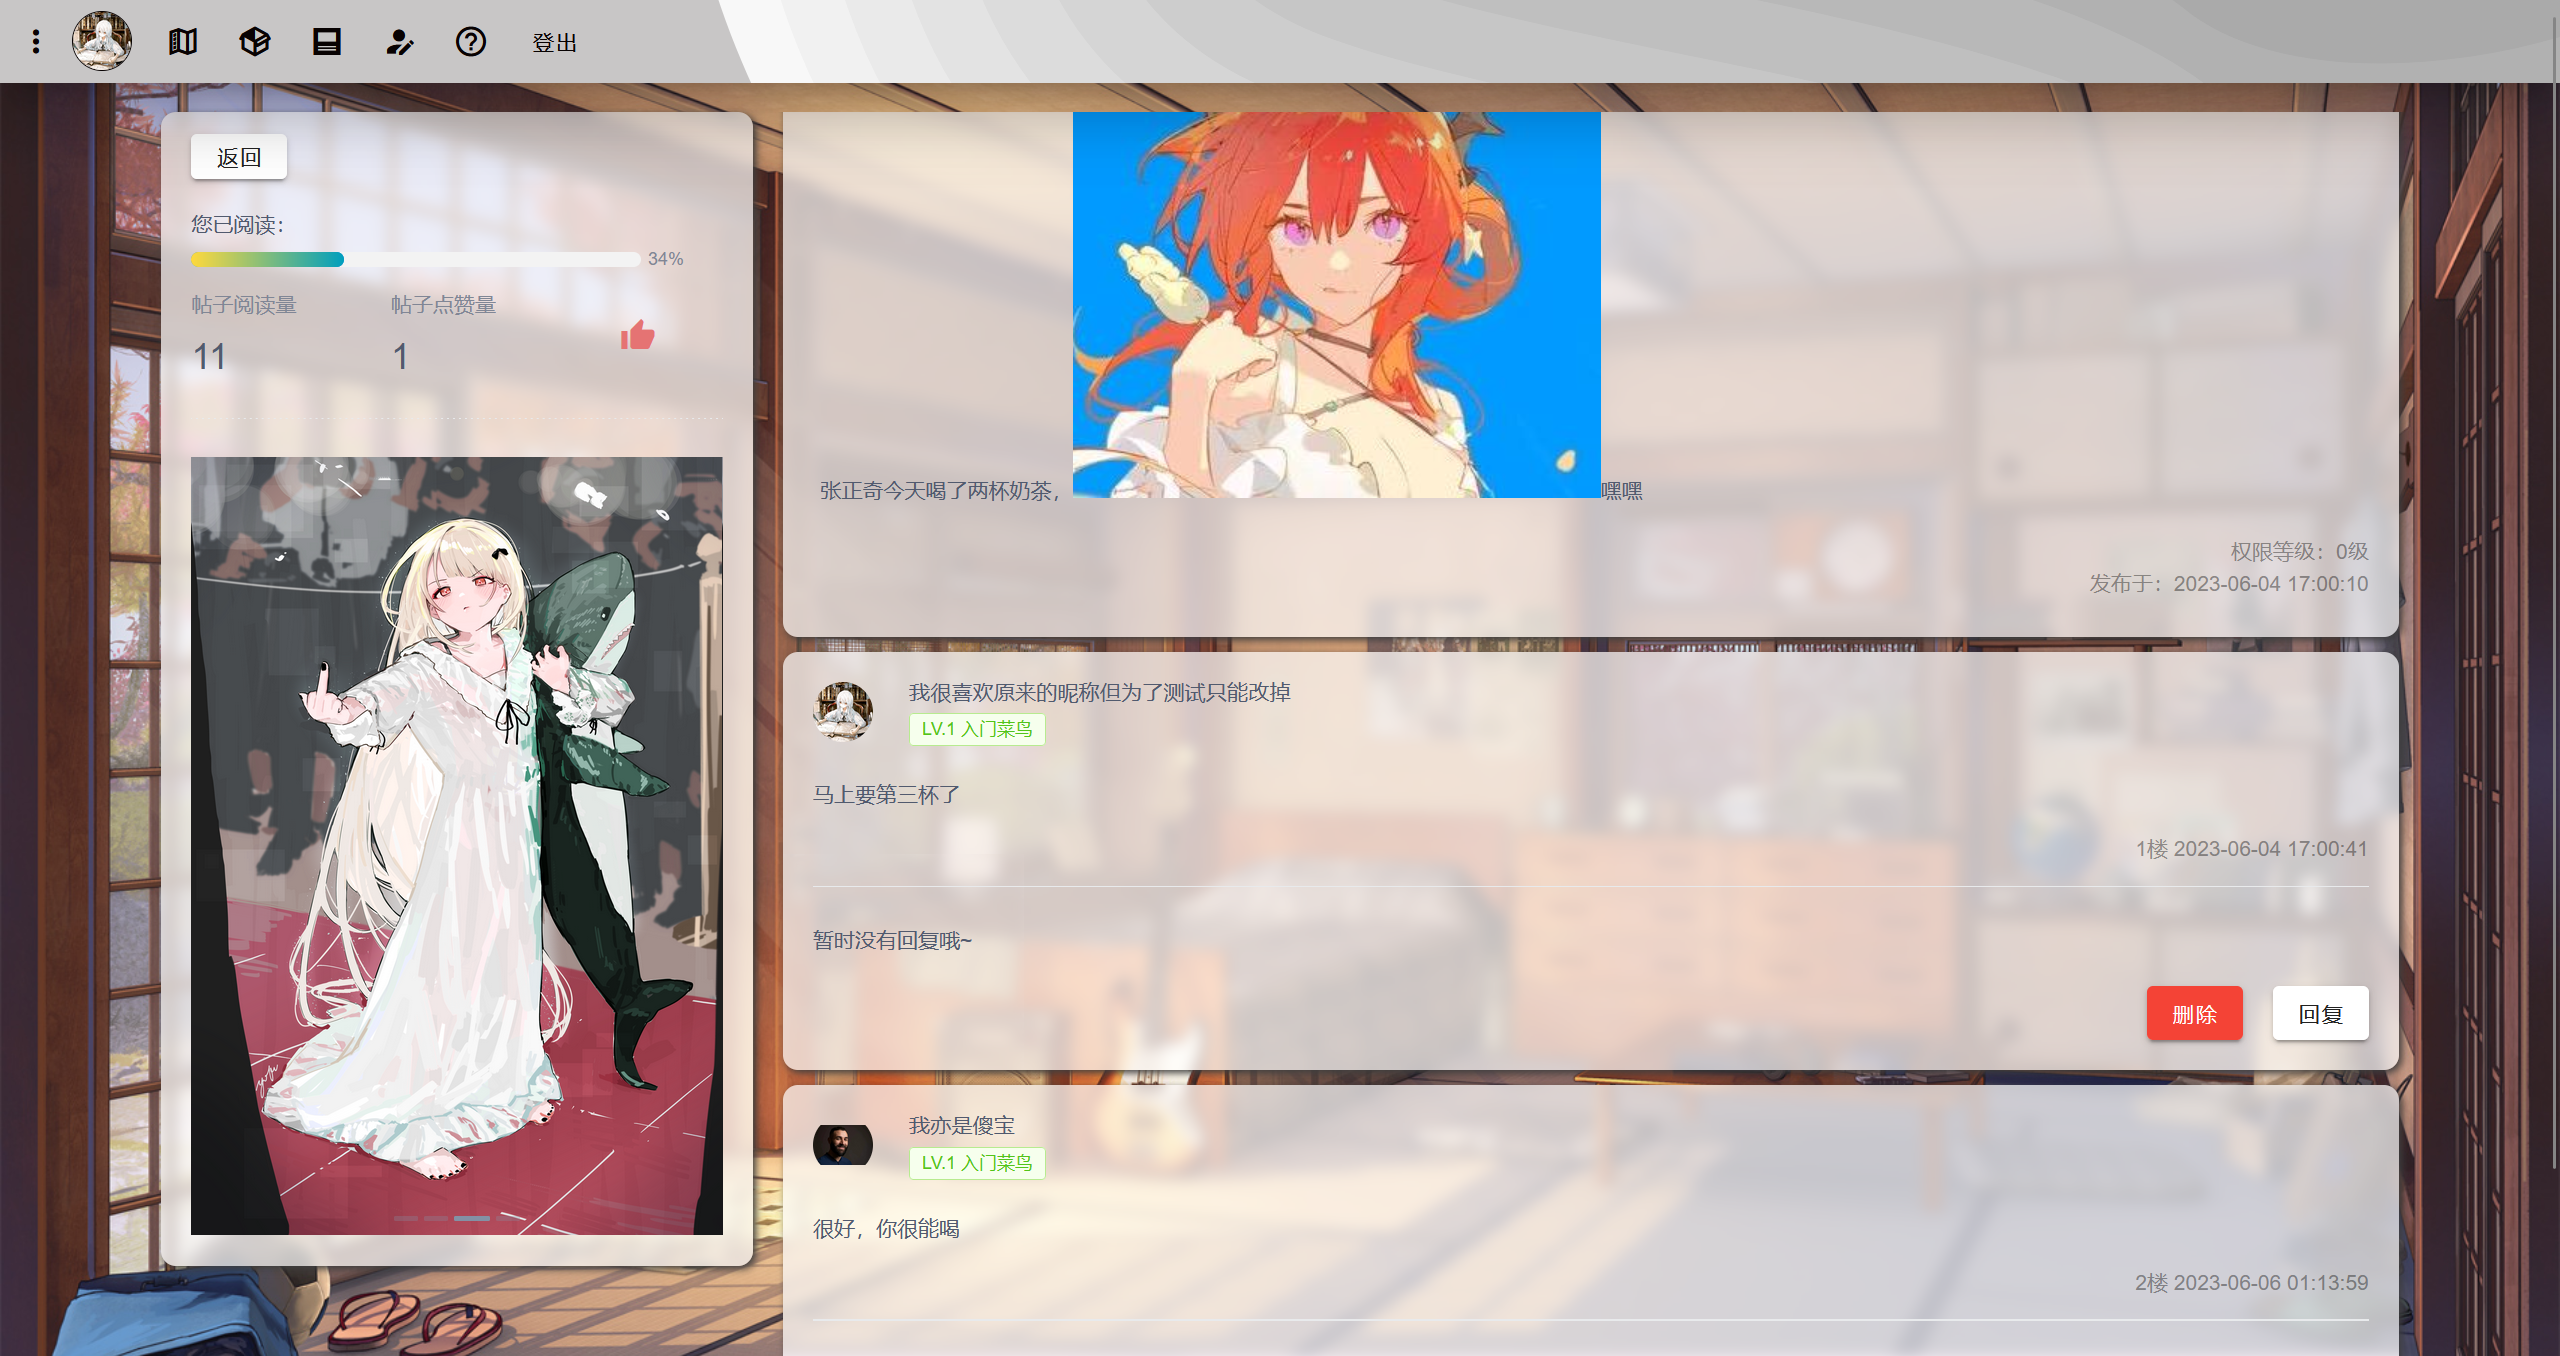 登出
返回
您已阅读：
34%
帖子阅读量 帖子点赞量
11 1
张正奇今天喝了两杯奶茶， 嘿嘿
权限等级：0级
发布于：2023-06-04 17:00:10
我很喜欢原来的昵称但为了测试只能改掉
LV.1 入门菜鸟
马上要第三杯了
1楼 2023-06-04 17:00:41
暂时没有回复哦~
删除 回复
我亦是傻宝
LV.1 入门菜鸟
很好，你很能喝
2楼 2023-06-06 01:13:59